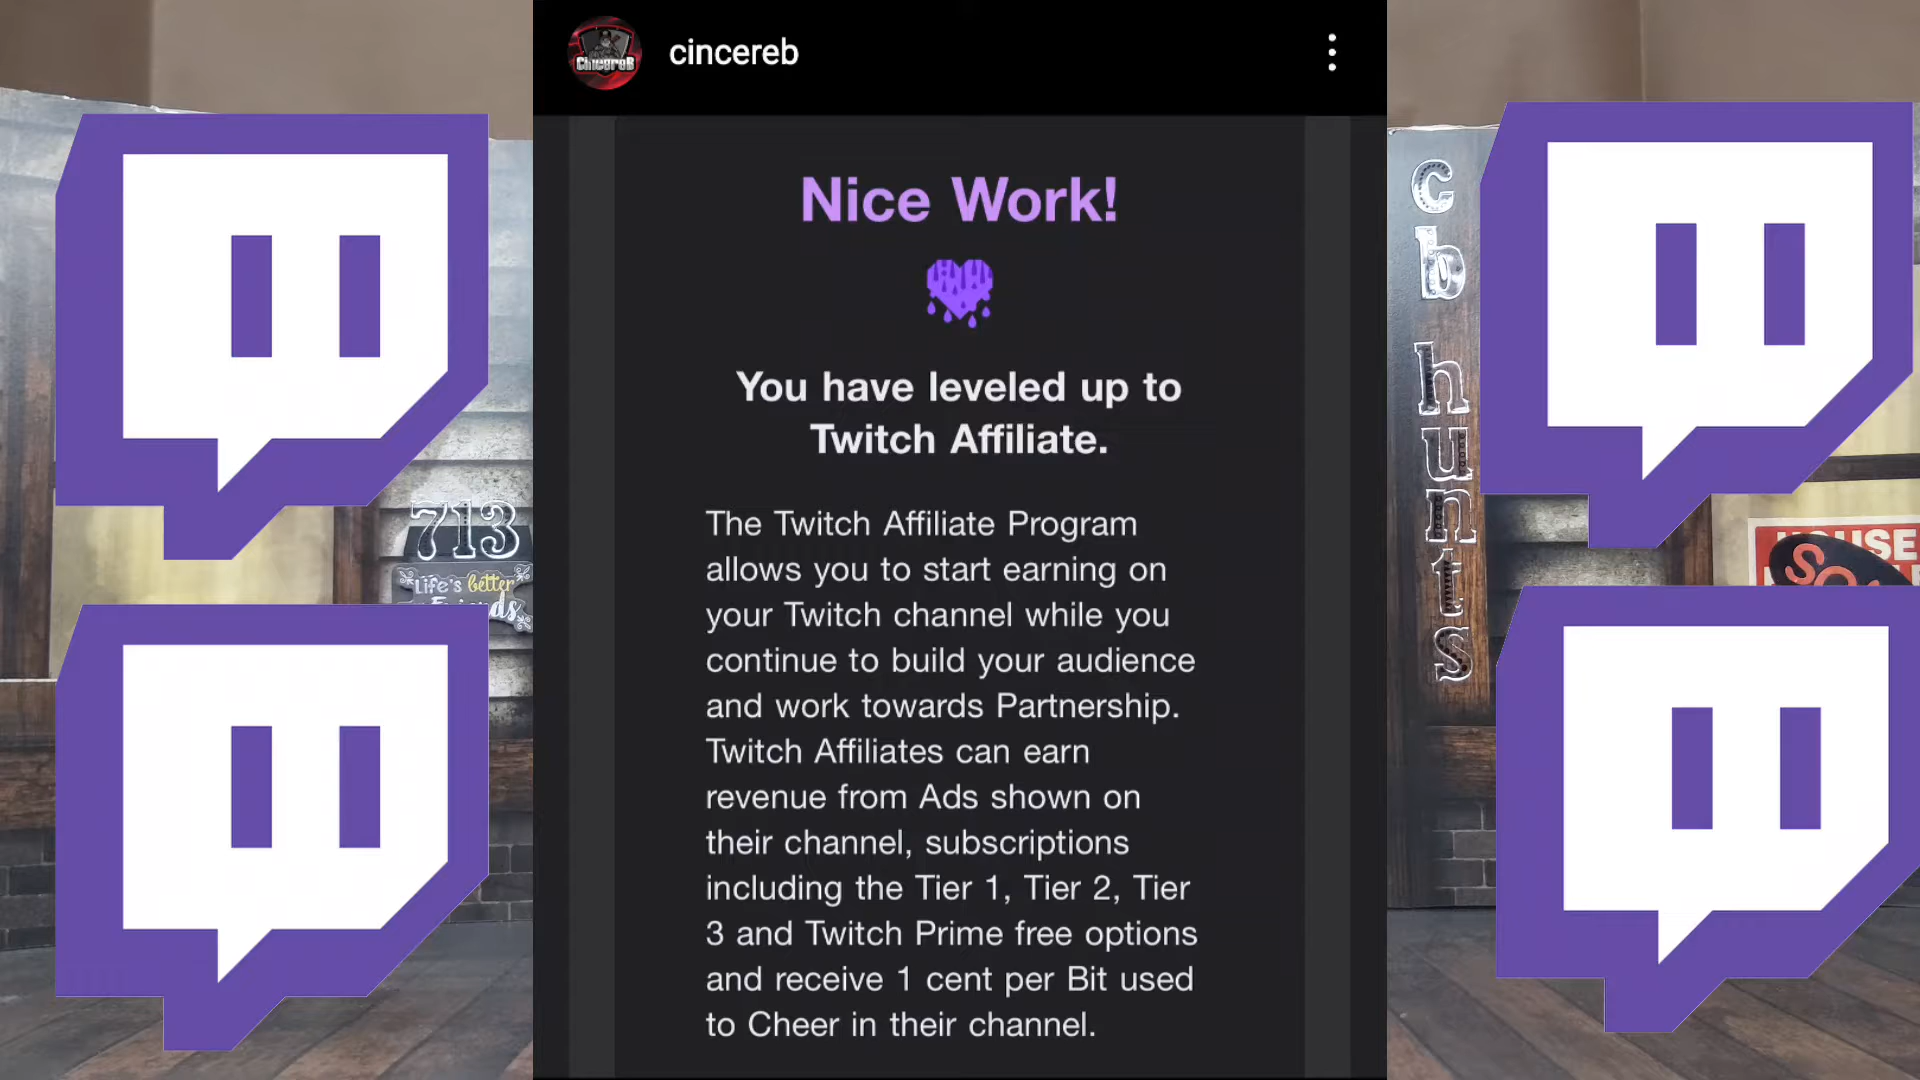 CincereB
cincereb
Nice Work!
You have leveled up to
Twitch Affiliate.
The Twitch Affiliate Program
allows you to start earning on
your Twitch channel while you
continue to build your audience
and work towards Partnership.
Twitch Affiliates can earn
revenue from Ads shown on
their channel, subscriptions
including the Tier 1, Tier 2, Tier
3 and Twitch Prime free options
and receive 1 cent per Bit used
to Cheer in their channel.
713
Life's better
cb hunts